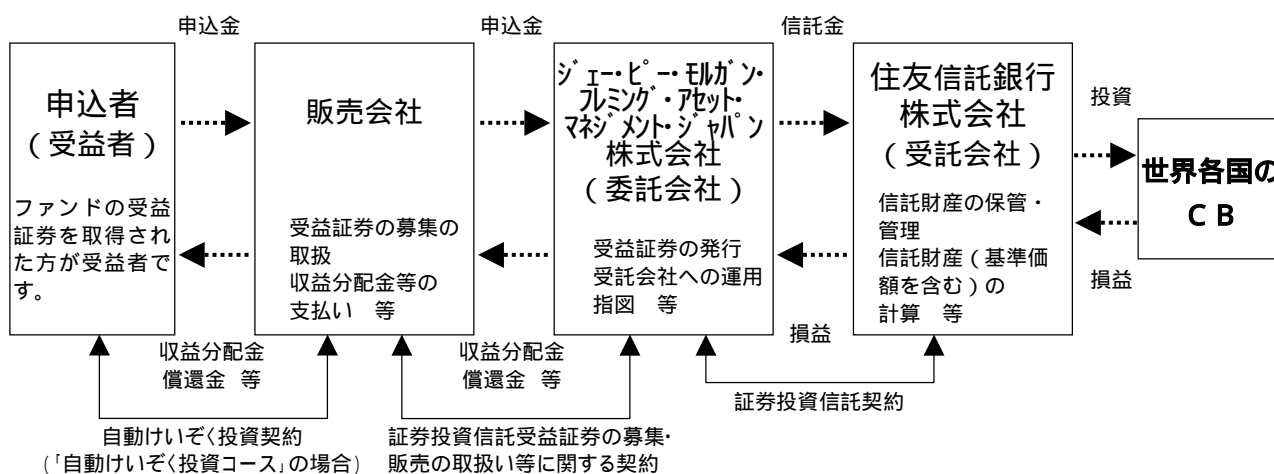 申込金
申込金
信託金
申込者
(受益者)
ファンドの受益
証券を取得され
た方が受益者で
す。
販売会社
受益証券の募集の
取扱
収益分配金等の
支払い 等
ジェー・ピー・モルガン・
フレミング・アセット・
マネジメント・ジャパン
株式会社
(委託会社)
受益証券の発行
受託会社への運用
指図 等
住友信託銀行
株式会社
(受託会社)
信託財産の保管・
管理
信託財産(基準価
額を含む)の
計算 等
投資
世界各国の
CB
損益
収益分配金
償還金 等
収益分配金
償還金 等
損益
自動けいぞく投資契約
(「自動けいぞく投資コース」の場合)
証券投資信託受益証券の募集・
販売の取扱い等に関する契約
証券投資信託契約